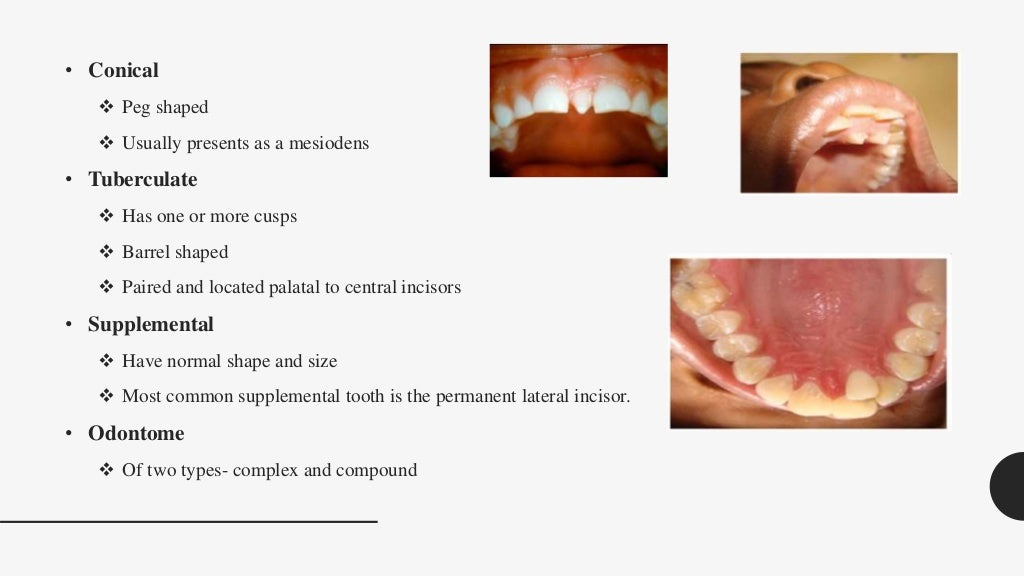 • Conical
❖ Peg shaped
❖ Usually presents as a mesiodens
• Tuberculate
❖ Has one or more cusps
❖ Barrel shaped
❖ Paired and located palatal to central incisors
• Supplemental
❖ Have normal shape and size
❖ Most common supplemental tooth is the permanent lateral incisor.
• Odontome
❖ Of two types- complex and compound